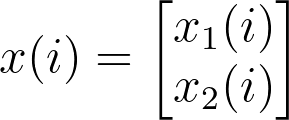 x(i) = [x₁(i)
x₂(i)]